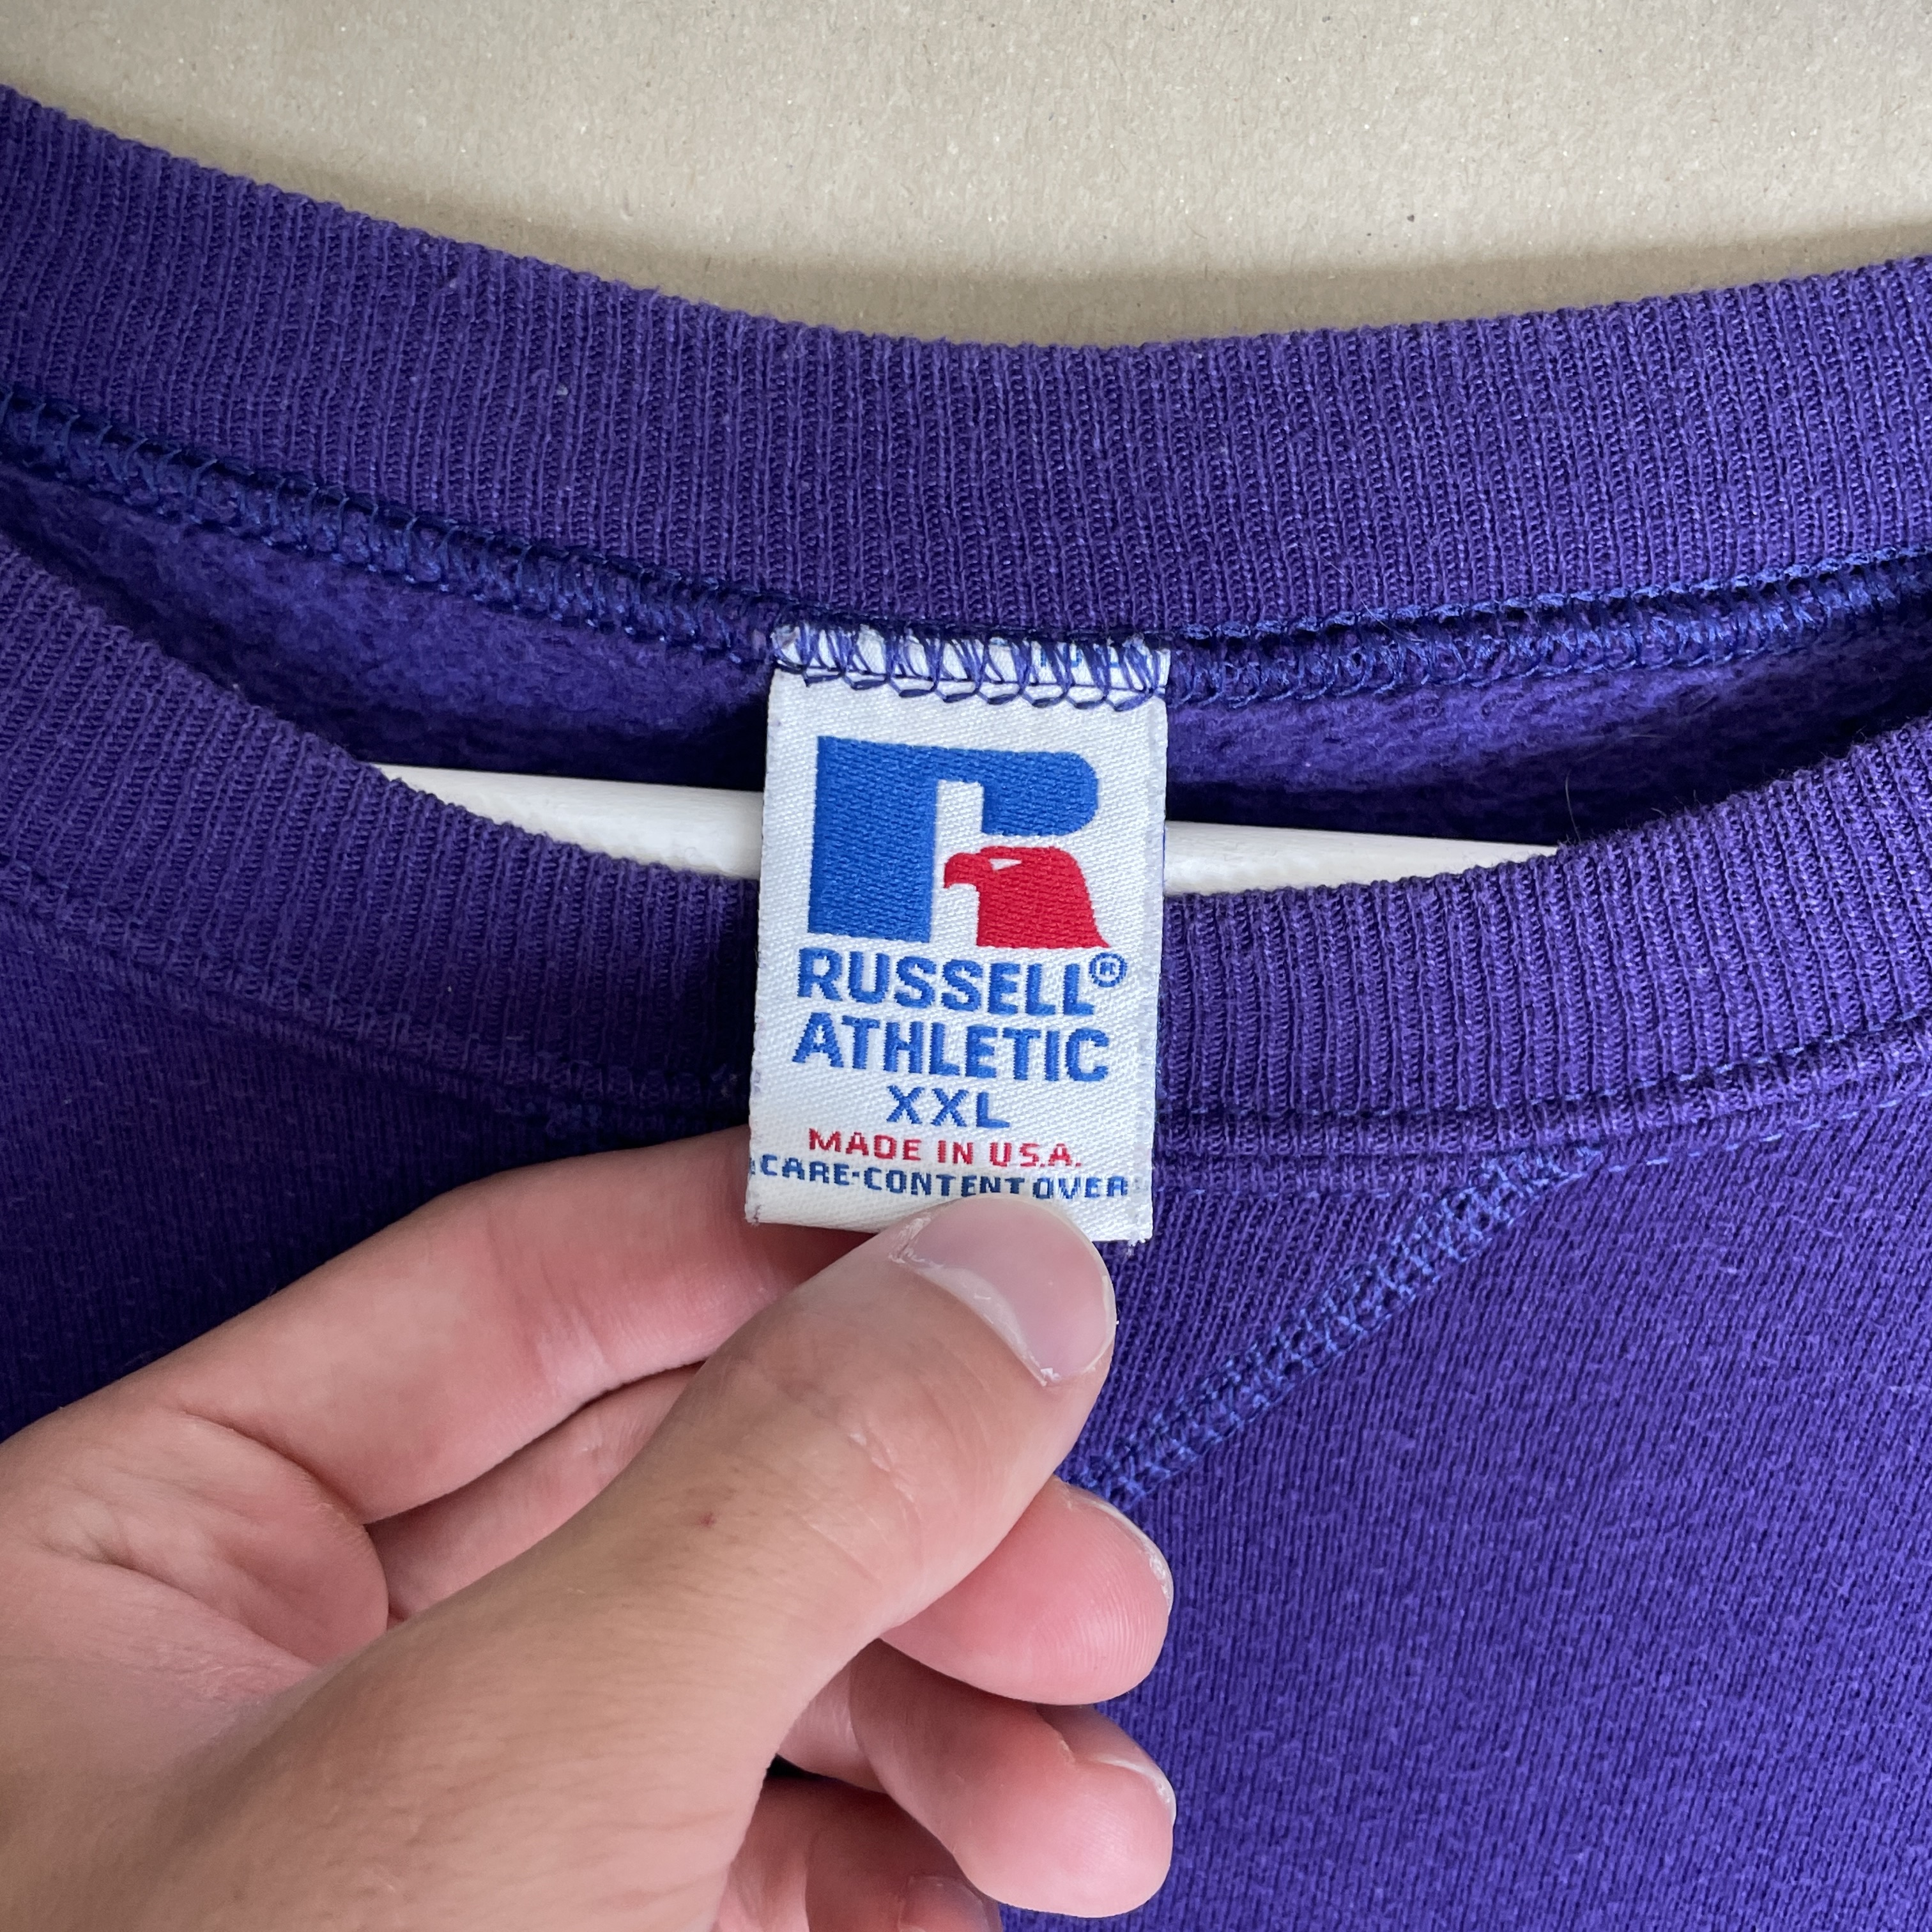 RUSSELL®
ATHLETIC
XXL
MADE IN U.S.A.
CARE-CONTENT OVER